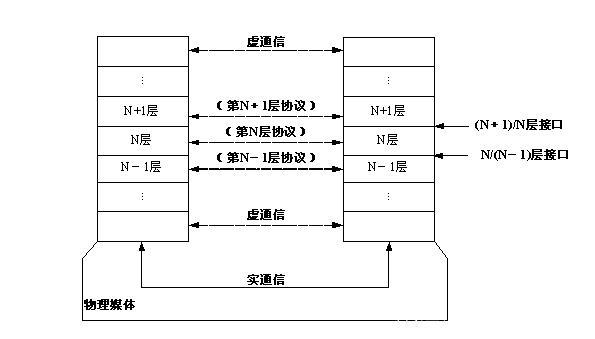 虚通信
⋮ ⋮
（第N+1层协议）
N+1层 N+1层
(N+1)/N层接口
（第N层协议）
N层 N层
（第N-1层协议） N/(N-1)层接口
N-1层 N-1层
⋮ ⋮
虚通信
实通信
物理媒体